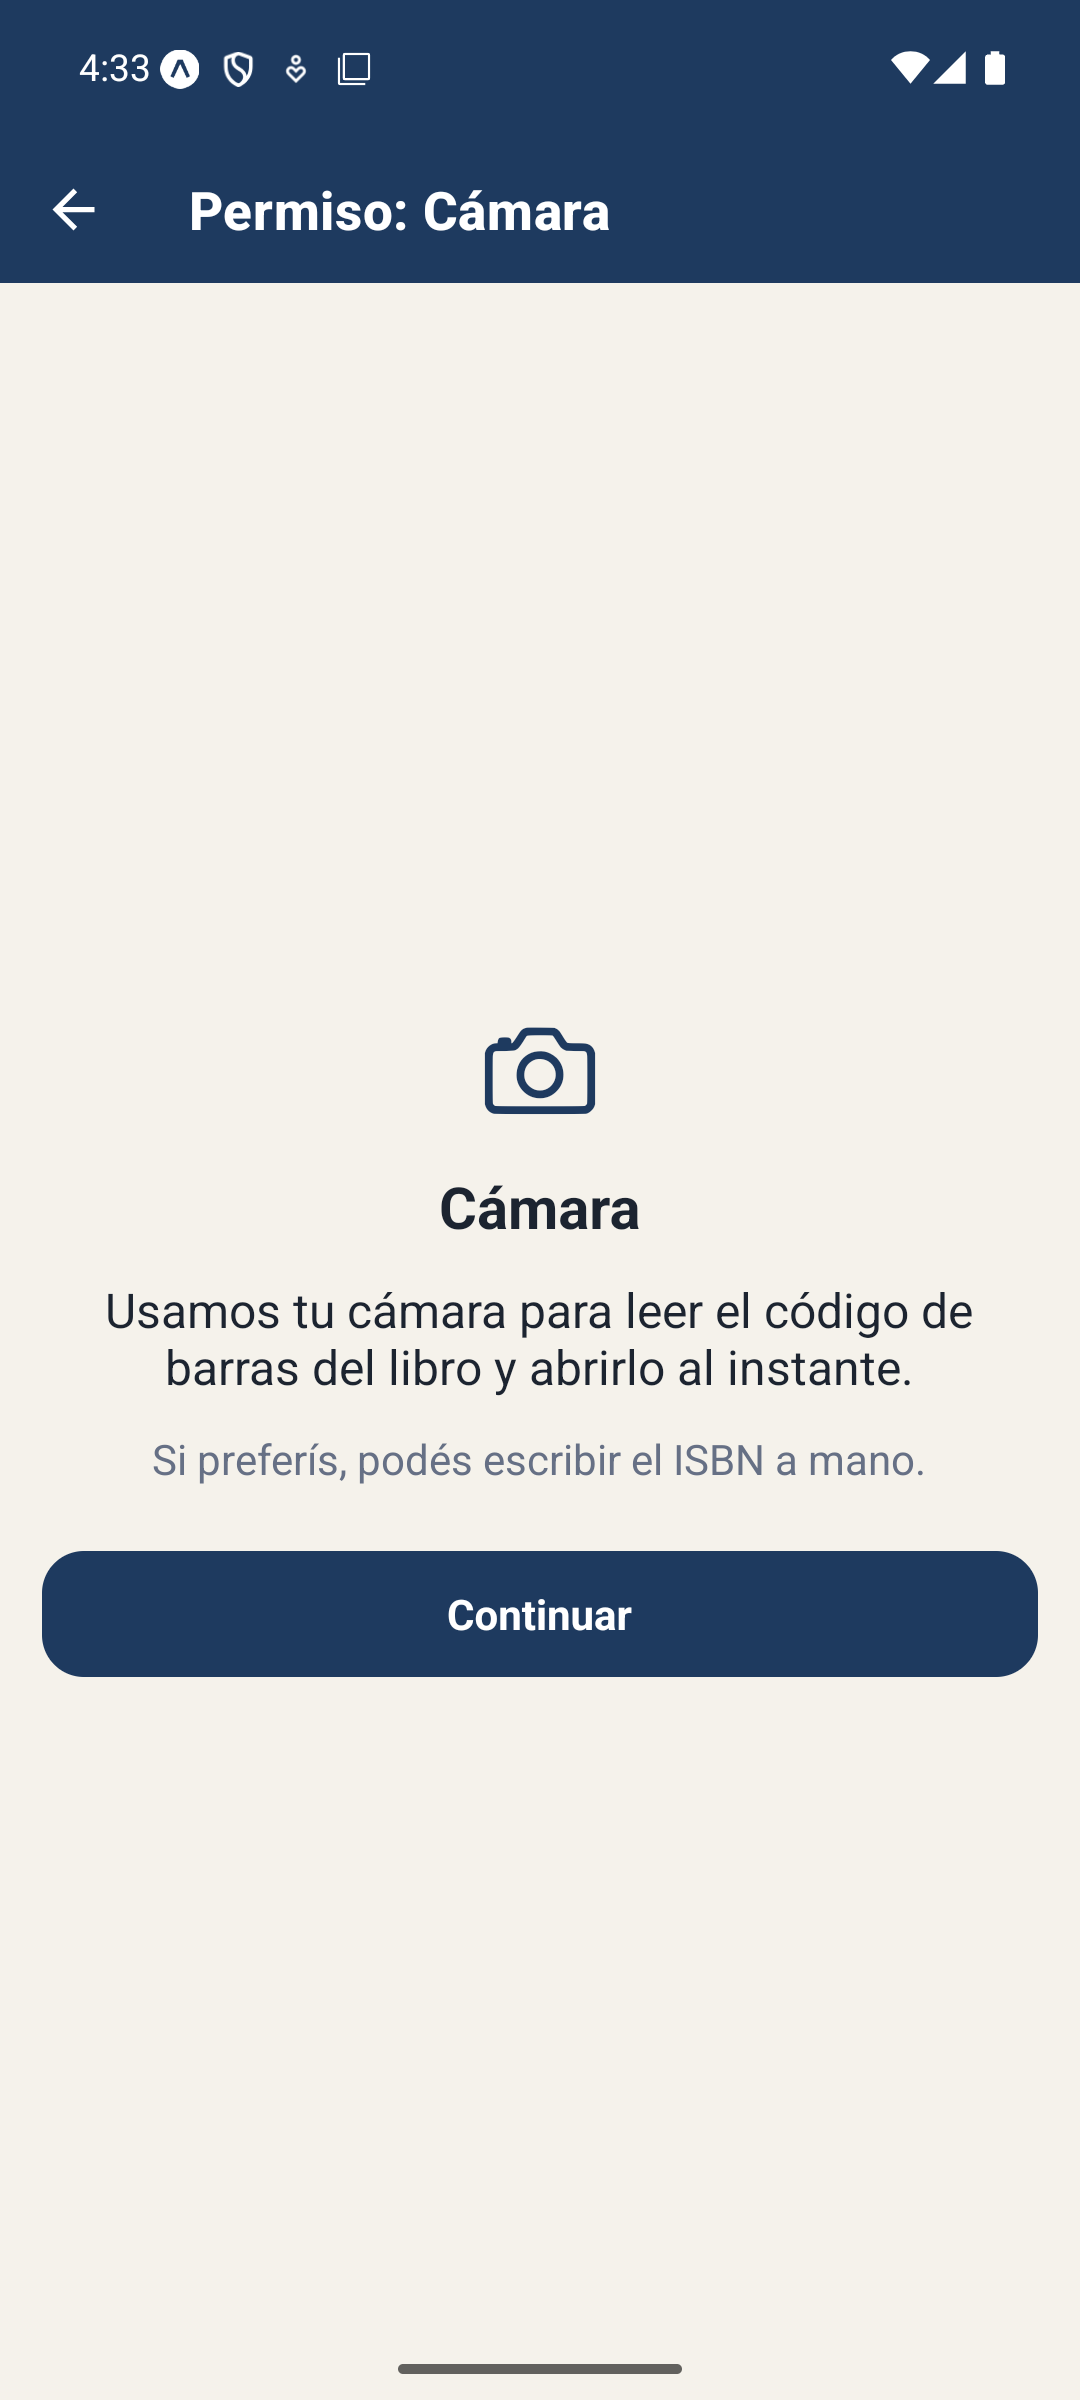 4:33
Permiso: Cámara
Cámara
Usamos tu cámara para leer el código de
barras del libro y abrirlo al instante.
Si preferís, podés escribir el ISBN a mano.
Continuar